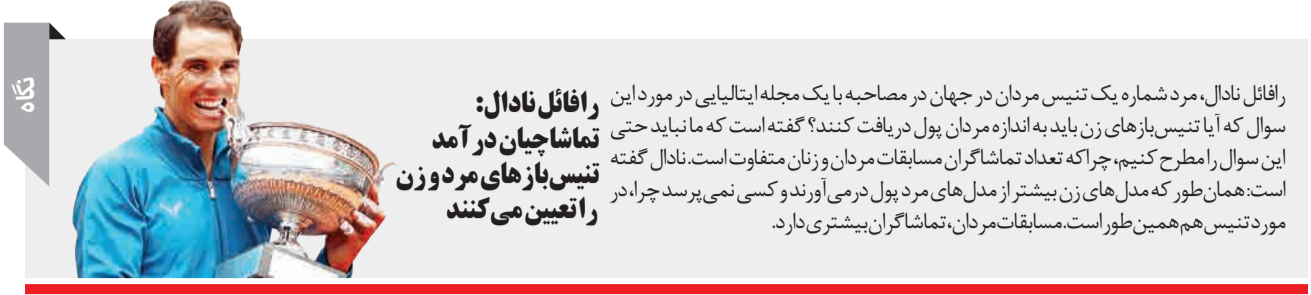 نگاه
رافائل نادال:
تماشاچیان درآمد
تنیس‌بازهای مرد و زن
را تعیین می‌کنند
رافائل نادال، مرد شماره یک تنیس مردان در جهان در مصاحبه با یک مجله ایتالیایی در مورد این
سوال که آیا تنیس‌بازهای زن باید به اندازه مردان پول دریافت کنند؟ گفته است که ما نباید حتی
این سوال را مطرح کنیم، چراکه تعداد تماشاگران مسابقات مردان و زنان متفاوت است. نادال گفته
است: همان‌طور که مدل‌های زن بیشتر از مدل‌های مرد پول درمی‌آورند و کسی نمی‌پرسد چرا، در
مورد تنیس هم همین‌طور است. مسابقات مردان، تماشاگران بیشتری دارد.